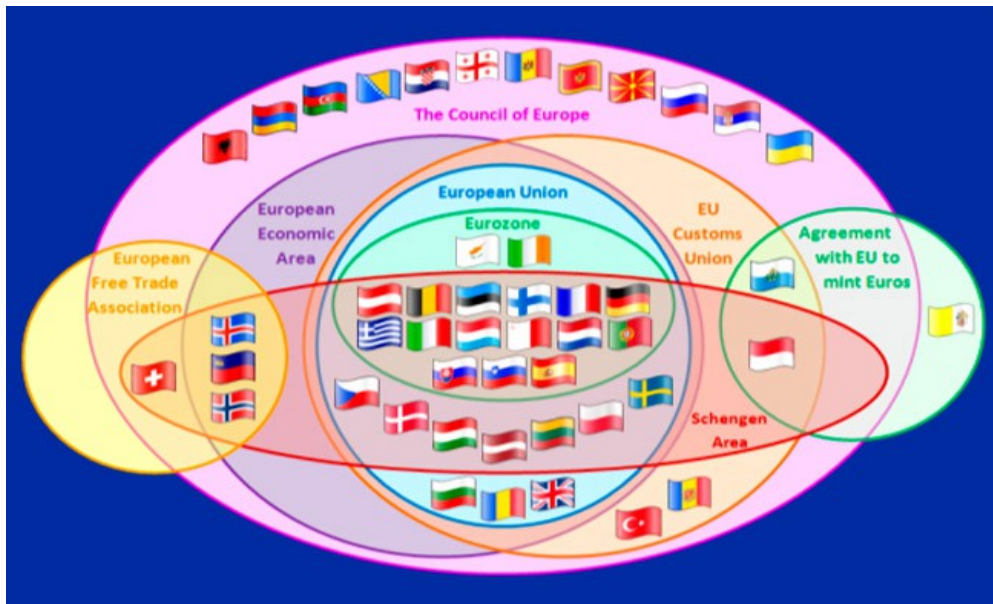 The Council of Europe
European Union
Eurozone
European
Economic
Area
EU
Customs
Union
European
Free Trade
Association
Agreement
with EU to
mint Euros
Schengen
Area